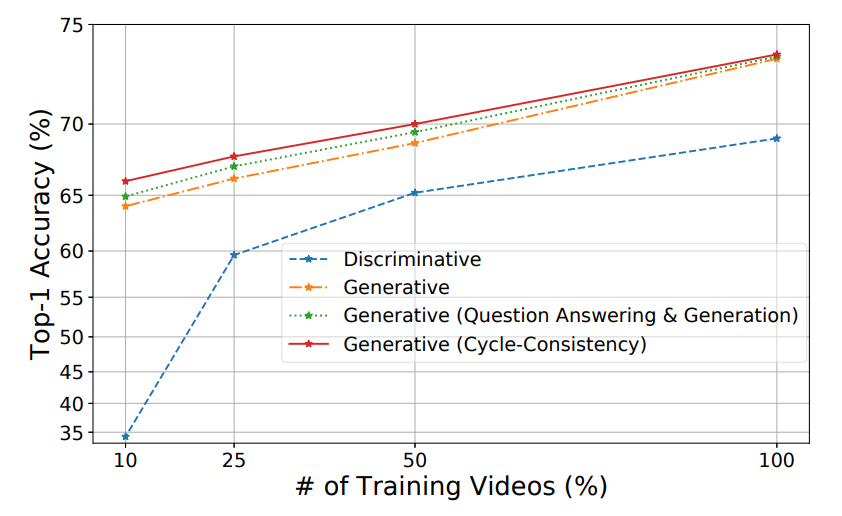 Top-1 Accuracy (%)
75
70
65
60
55
50
45
40
35
Discriminative
Generative
Generative (Question Answering & Generation)
Generative (Cycle-Consistency)
10 25 50 100
# of Training Videos (%)